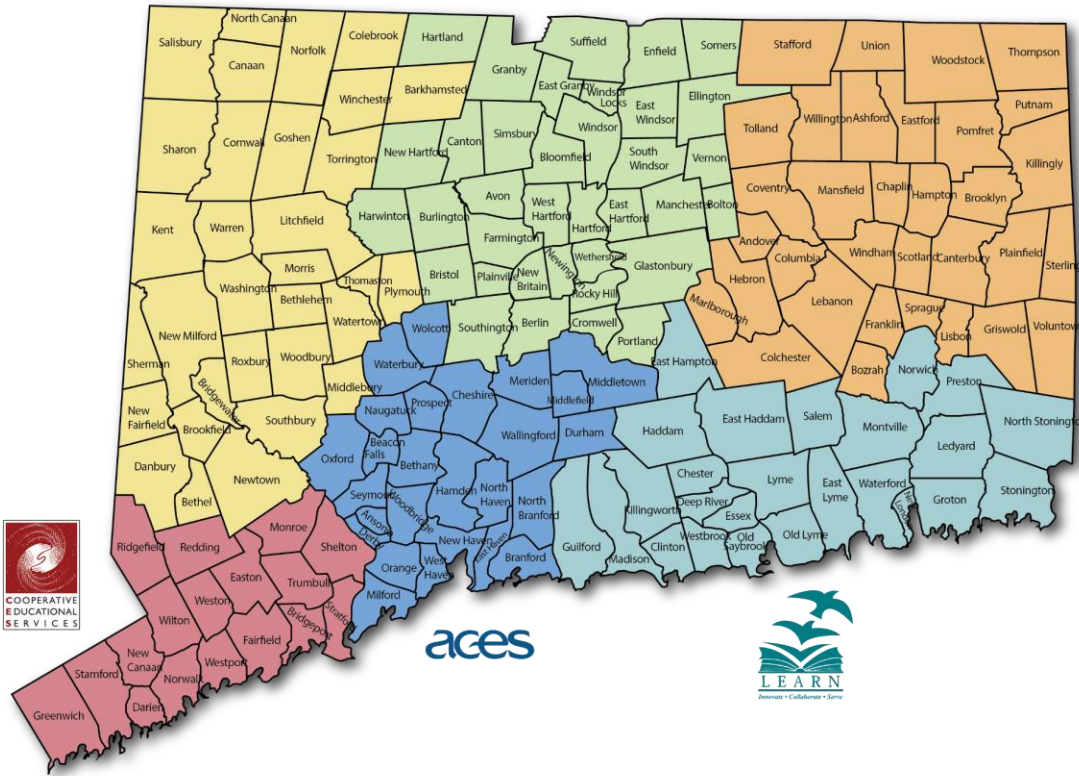 North Canaan
Salisbury
Canaan
Norfolk
Colebrook
Hartland
Suffield
Enfield
Somers
Stafford
Union
Woodstock
Thompson
Granby
East Granby
Windsor
Locks
Winchester
Barkhamsted
East
Windsor
Ellington
Putnam
Sharon
Cornwall
Goshen
Torrington
New Hartford
Canton
Simsbury
Windsor
Bloomfield
South
Windsor
Vernon
Tolland
Willington
Ashford
Eastford
Pomfret
Killingly
Kent
Warren
Litchfield
Harwinton
Burlington
Avon
West
Hartford
Hartford
East
Hartford
Manchester
Bolton
Coventry
Mansfield
Chaplin
Hampton
Brooklyn
Farmington
Andover
Columbia
Windham
Scotland
Canterbury
Plainfield
Sterling
Morris
Washington
Bethlehem
Thomaston
Plymouth
Bristol
Plainville
New
Britain
Newington
Wethersfield
Rocky Hill
Glastonbury
Hebron
Marlborough
Lebanon
Franklin
Sprague
Lisbon
Griswold
Voluntown
New Milford
Sherman
Roxbury
Woodbury
Watertown
Wolcott
Southington
Berlin
Cromwell
Portland
East Hampton
Colchester
Bozrah
Norwich
Preston
Waterbury
Middlebury
Bridgewater
New
Fairfield
Brookfield
Southbury
Naugatuck
Prospect
Cheshire
Meriden
Middletown
Middlefield
Haddam
East Haddam
Salem
Montville
North Stonington
Danbury
Bethel
Newtown
Oxford
Beacon
Falls
Bethany
Wallingford
Durham
Ledyard
Chester
Lyme
East
Lyme
Waterford
New
London
Groton
Stonington
Seymour
Woodbridge
Hamden
North
Haven
North
Branford
Killingworth
Deep River
Essex
Ansonia
Derby
New Haven
East Haven
Branford
Guilford
Madison
Clinton
Westbrook
Old
Saybrook
Old Lyme
Ridgefield
Redding
Monroe
Shelton
Orange
West
Haven
Milford
Easton
Trumbull
Weston
Wilton
Stratford
Bridgeport
Fairfield
Stamford
New
Canaan
Norwalk
Westport
Greenwich
Darien
COOPERATIVE
EDUCATIONAL
SERVICES
aces
LEARN
Innovate • Collaborate • Serve